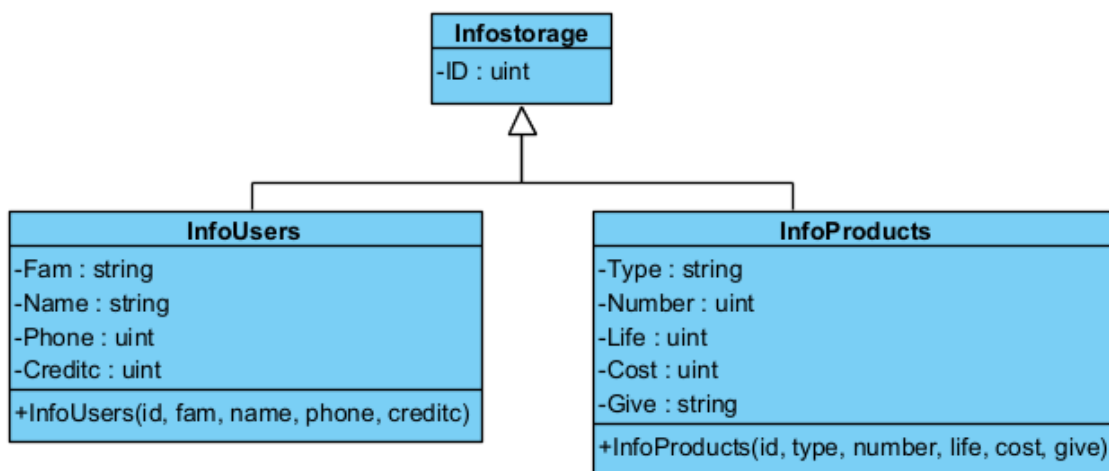 Infostorage
-ID : uint
InfoUsers
-Fam : string
-Name : string
-Phone : uint
-Creditc : uint
+InfoUsers(id, fam, name, phone, creditc)
InfoProducts
-Type : string
-Number : uint
-Life : uint
-Cost : uint
-Give : string
+InfoProducts(id, type, number, life, cost, give)